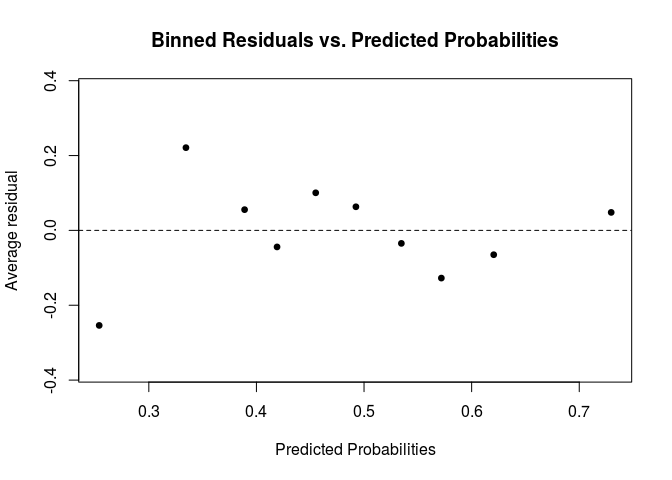 Binned Residuals vs. Predicted Probabilities
Average residual
0.4
0.2
0.0
-0.2
-0.4
0.3 0.4 0.5 0.6 0.7
Predicted Probabilities